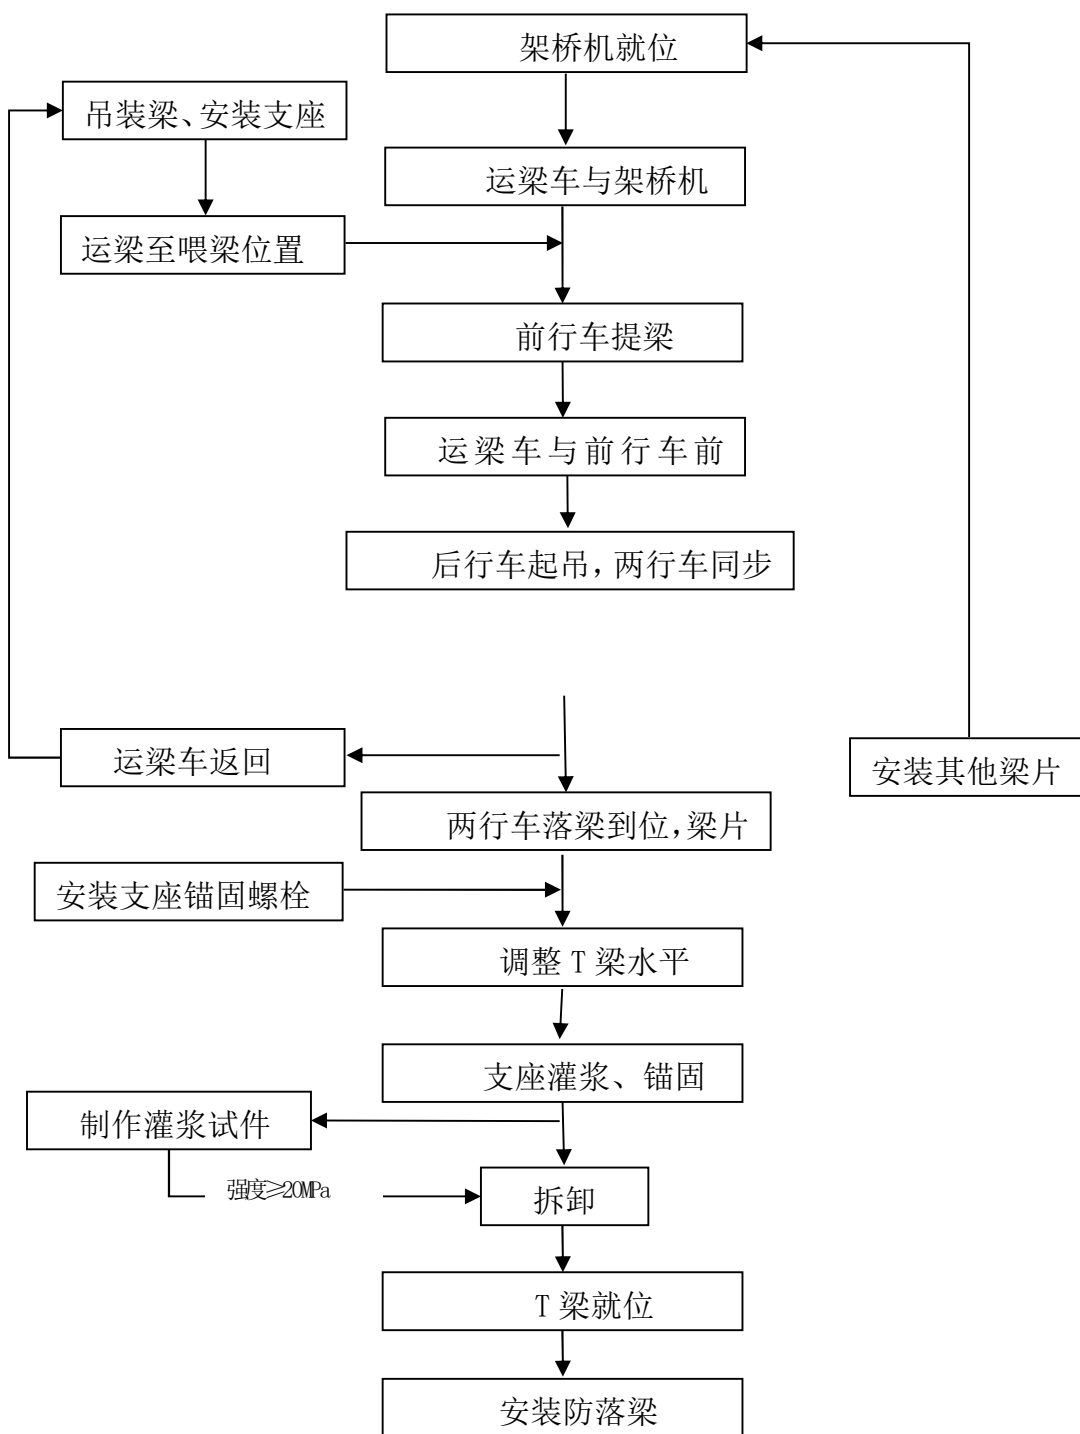 架桥机就位
吊装梁、安装支座
运梁车与架桥机
运梁至喂梁位置
前行车提梁
运梁车与前行车前
后行车起吊,两行车同步
运梁车返回
安装其他梁片
两行车落梁到位,梁片
安装支座锚固螺栓
调整 T 梁水平
支座灌浆、锚固
制作灌浆试件
强度≥20MPa
拆卸
T 梁就位
安装防落梁